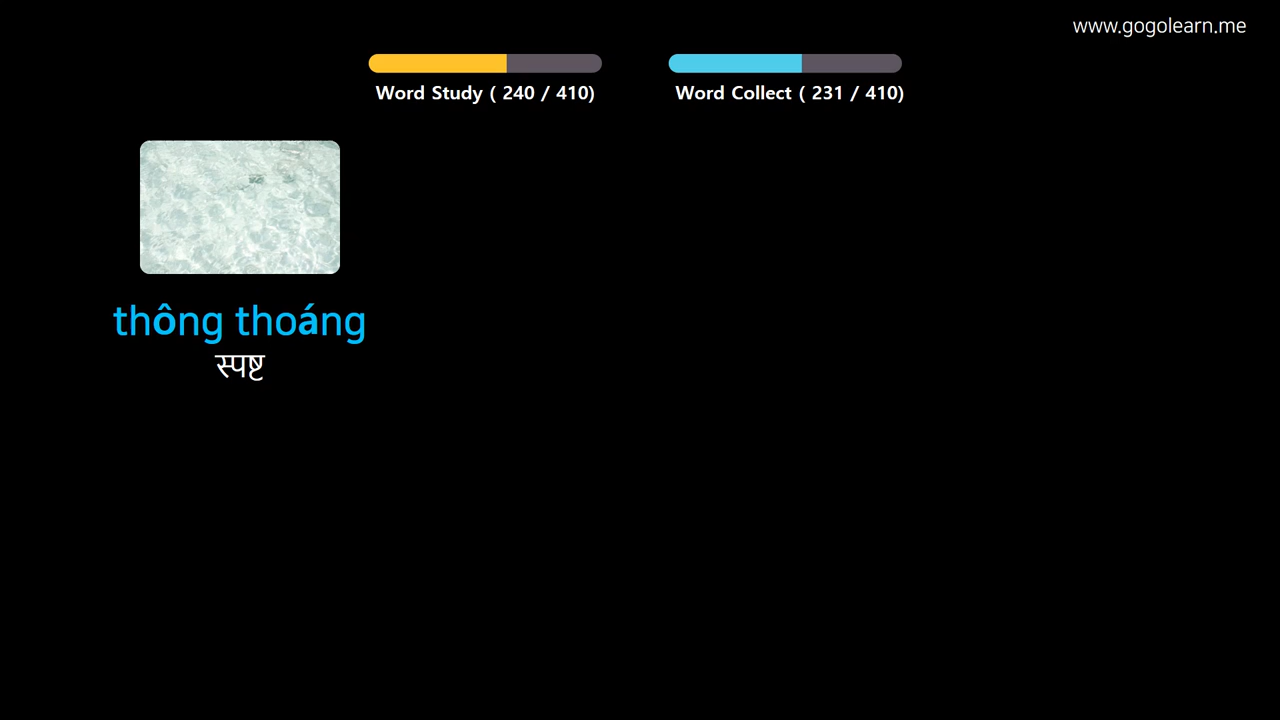 www.gogolearn.me
Word Study ( 240 / 410)
Word Collect ( 231 / 410)
thông thoáng
स्पष्ट